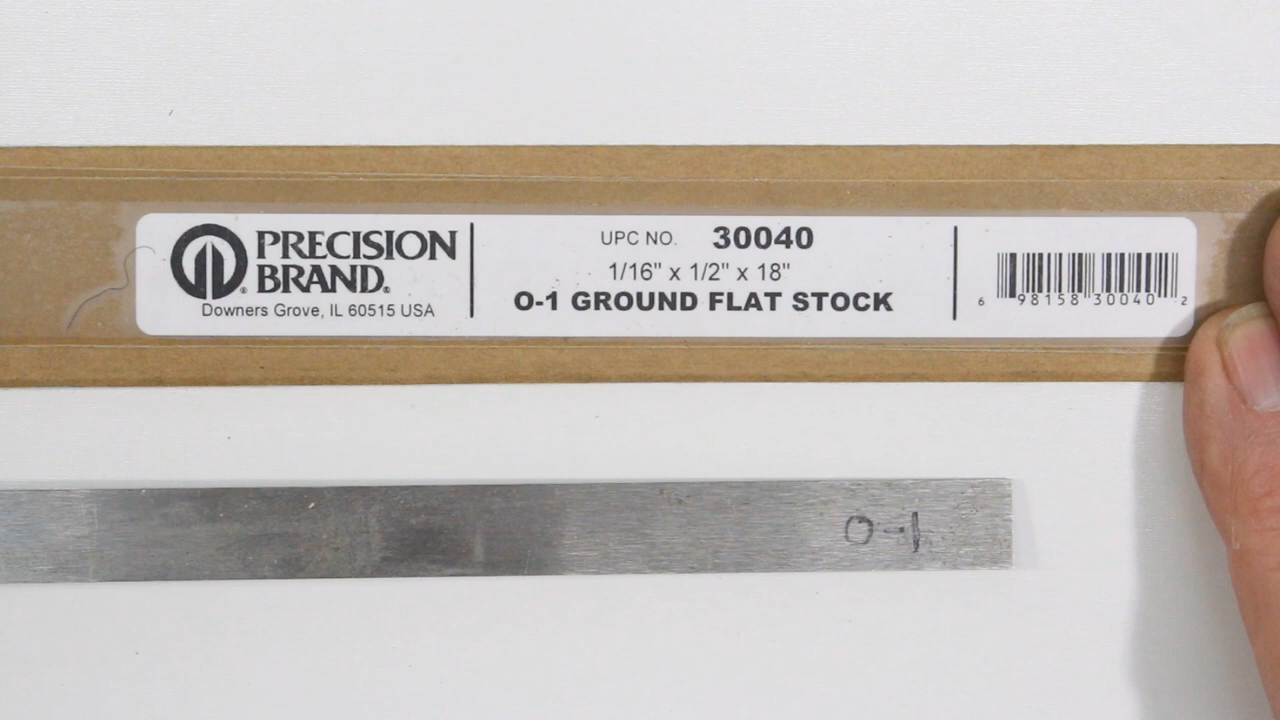 PRECISION
BRAND®
Downers Grove, IL 60515 USA
UPC NO. 30040
1/16" x 1/2" x 18"
O-1 GROUND FLAT STOCK
6 98158 30040 2
O-1